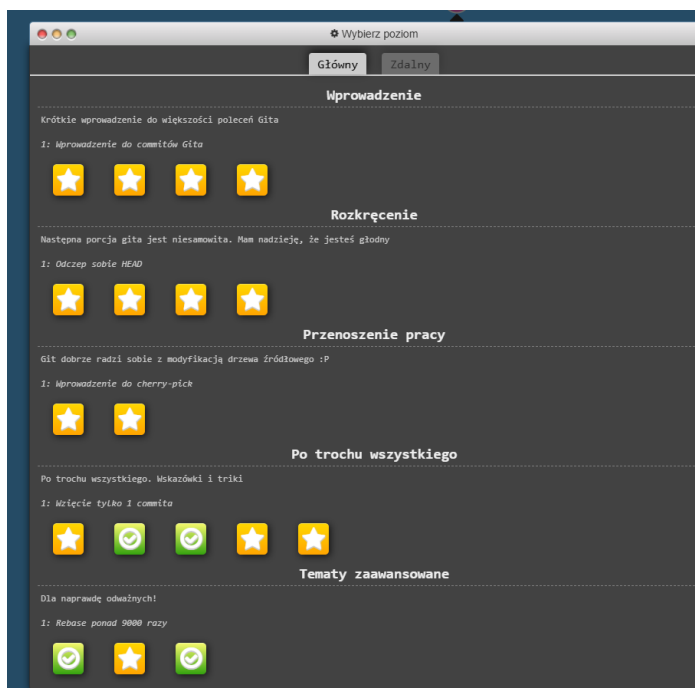 Wybierz poziom
Główny Zdalny
Wprowadzenie
Krótkie wprowadzenie do większości poleceń Gita
1: Wprowadzenie do commitów Gita
Rozkręcenie
Następna porcja gita jest niesamowita. Mam nadzieję, że jesteś głodny
1: Odczep sobie HEAD
Przenoszenie pracy
Git dobrze radzi sobie z modyfikacją drzewa źródłowego :P
1: Wprowadzenie do cherry-pick
Po trochu wszystkiego
Po trochu wszystkiego. Wskazówki i triki
1: Wzięcie tylko 1 commita
Tematy zaawansowane
Dla naprawdę odważnych!
1: Rebase ponad 9000 razy